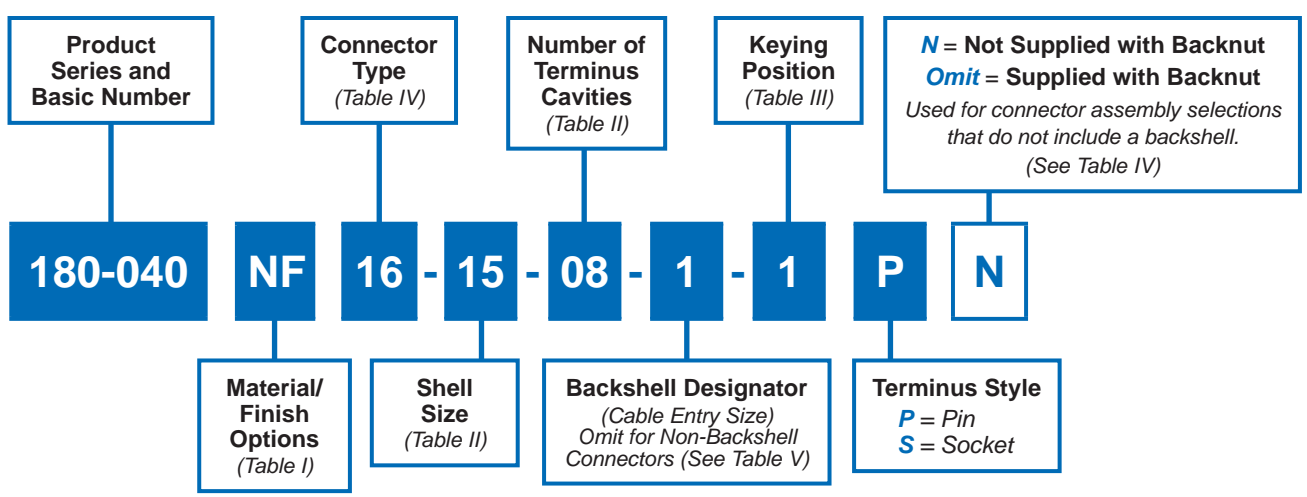 Product
Series and
Basic Number
Connector
Type
(Table IV)
Number of
Terminus
Cavities
(Table II)
Keying
Position
(Table III)
N = Not Supplied with Backnut
Omit = Supplied with Backnut
Used for connector assembly selections
that do not include a backshell.
(See Table IV)
180-040 NF 16 - 15 - 08 - 1 - 1 P N
Material/
Finish
Options
(Table I)
Shell
Size
(Table II)
Backshell Designator
(Cable Entry Size)
Omit for Non-Backshell
Connectors (See Table V)
Terminus Style
P = Pin
S = Socket